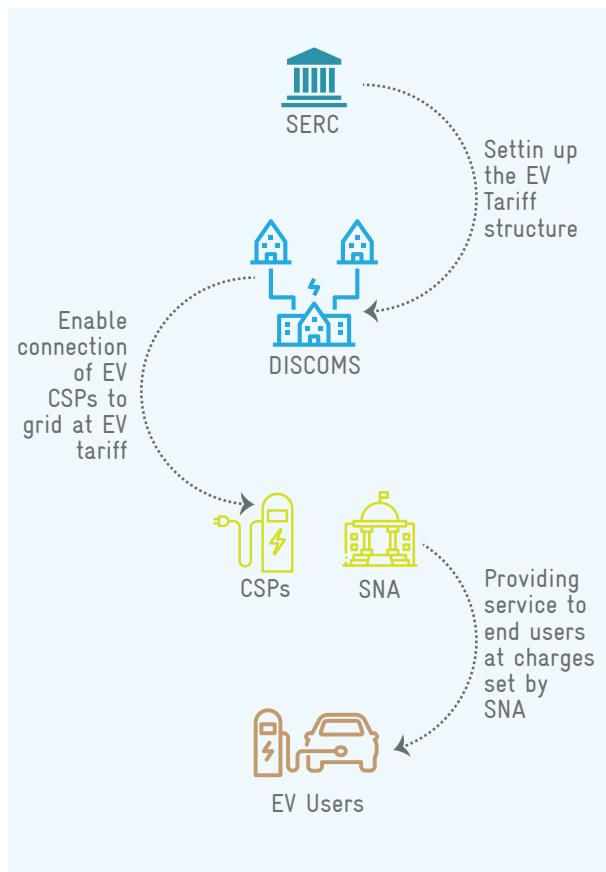 SERC
Settin up
the EV
Tariff
structure
DISCOMS
Enable
connection
of EV
CSPs to
grid at EV
tariff
CSPs
SNA
Providing
service to
end users
at charges
set by
SNA
EV Users